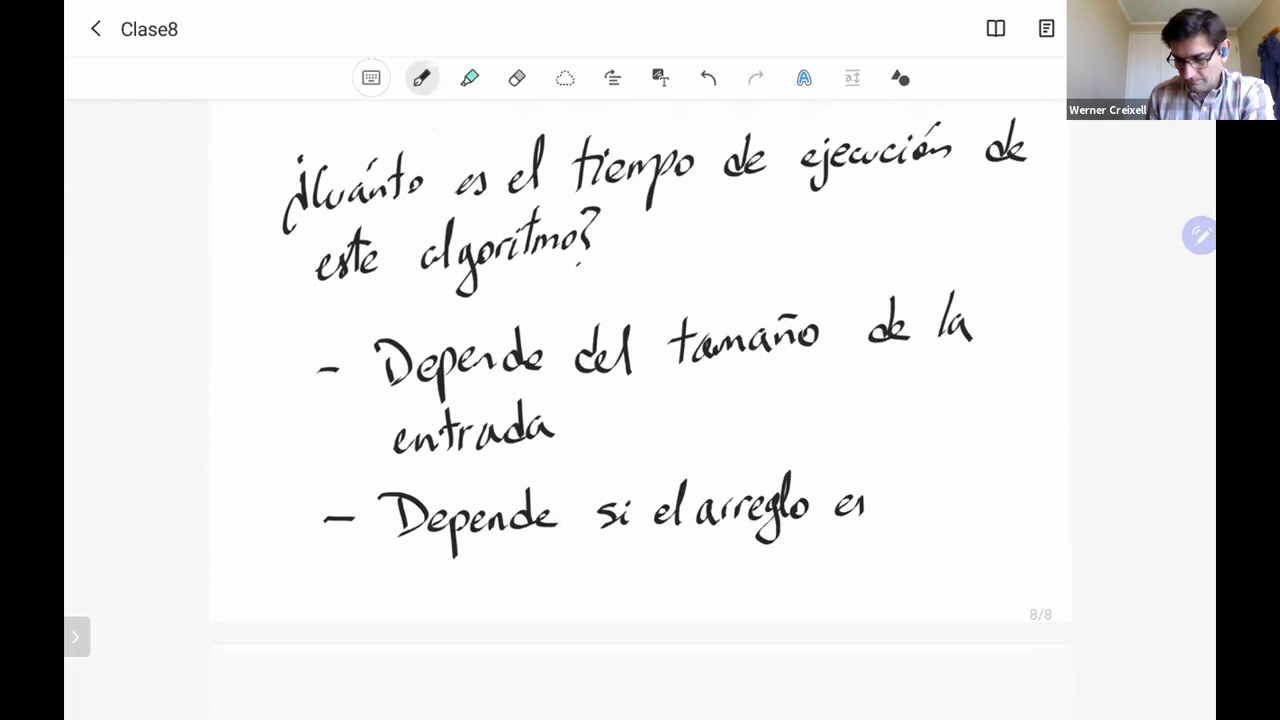 Clase8
Werner Creixell
¿Cuánto es el tiempo de ejecución de
este algoritmo?
- Depende del tamaño de la
entrada
- Depende si el arreglo es
8/8